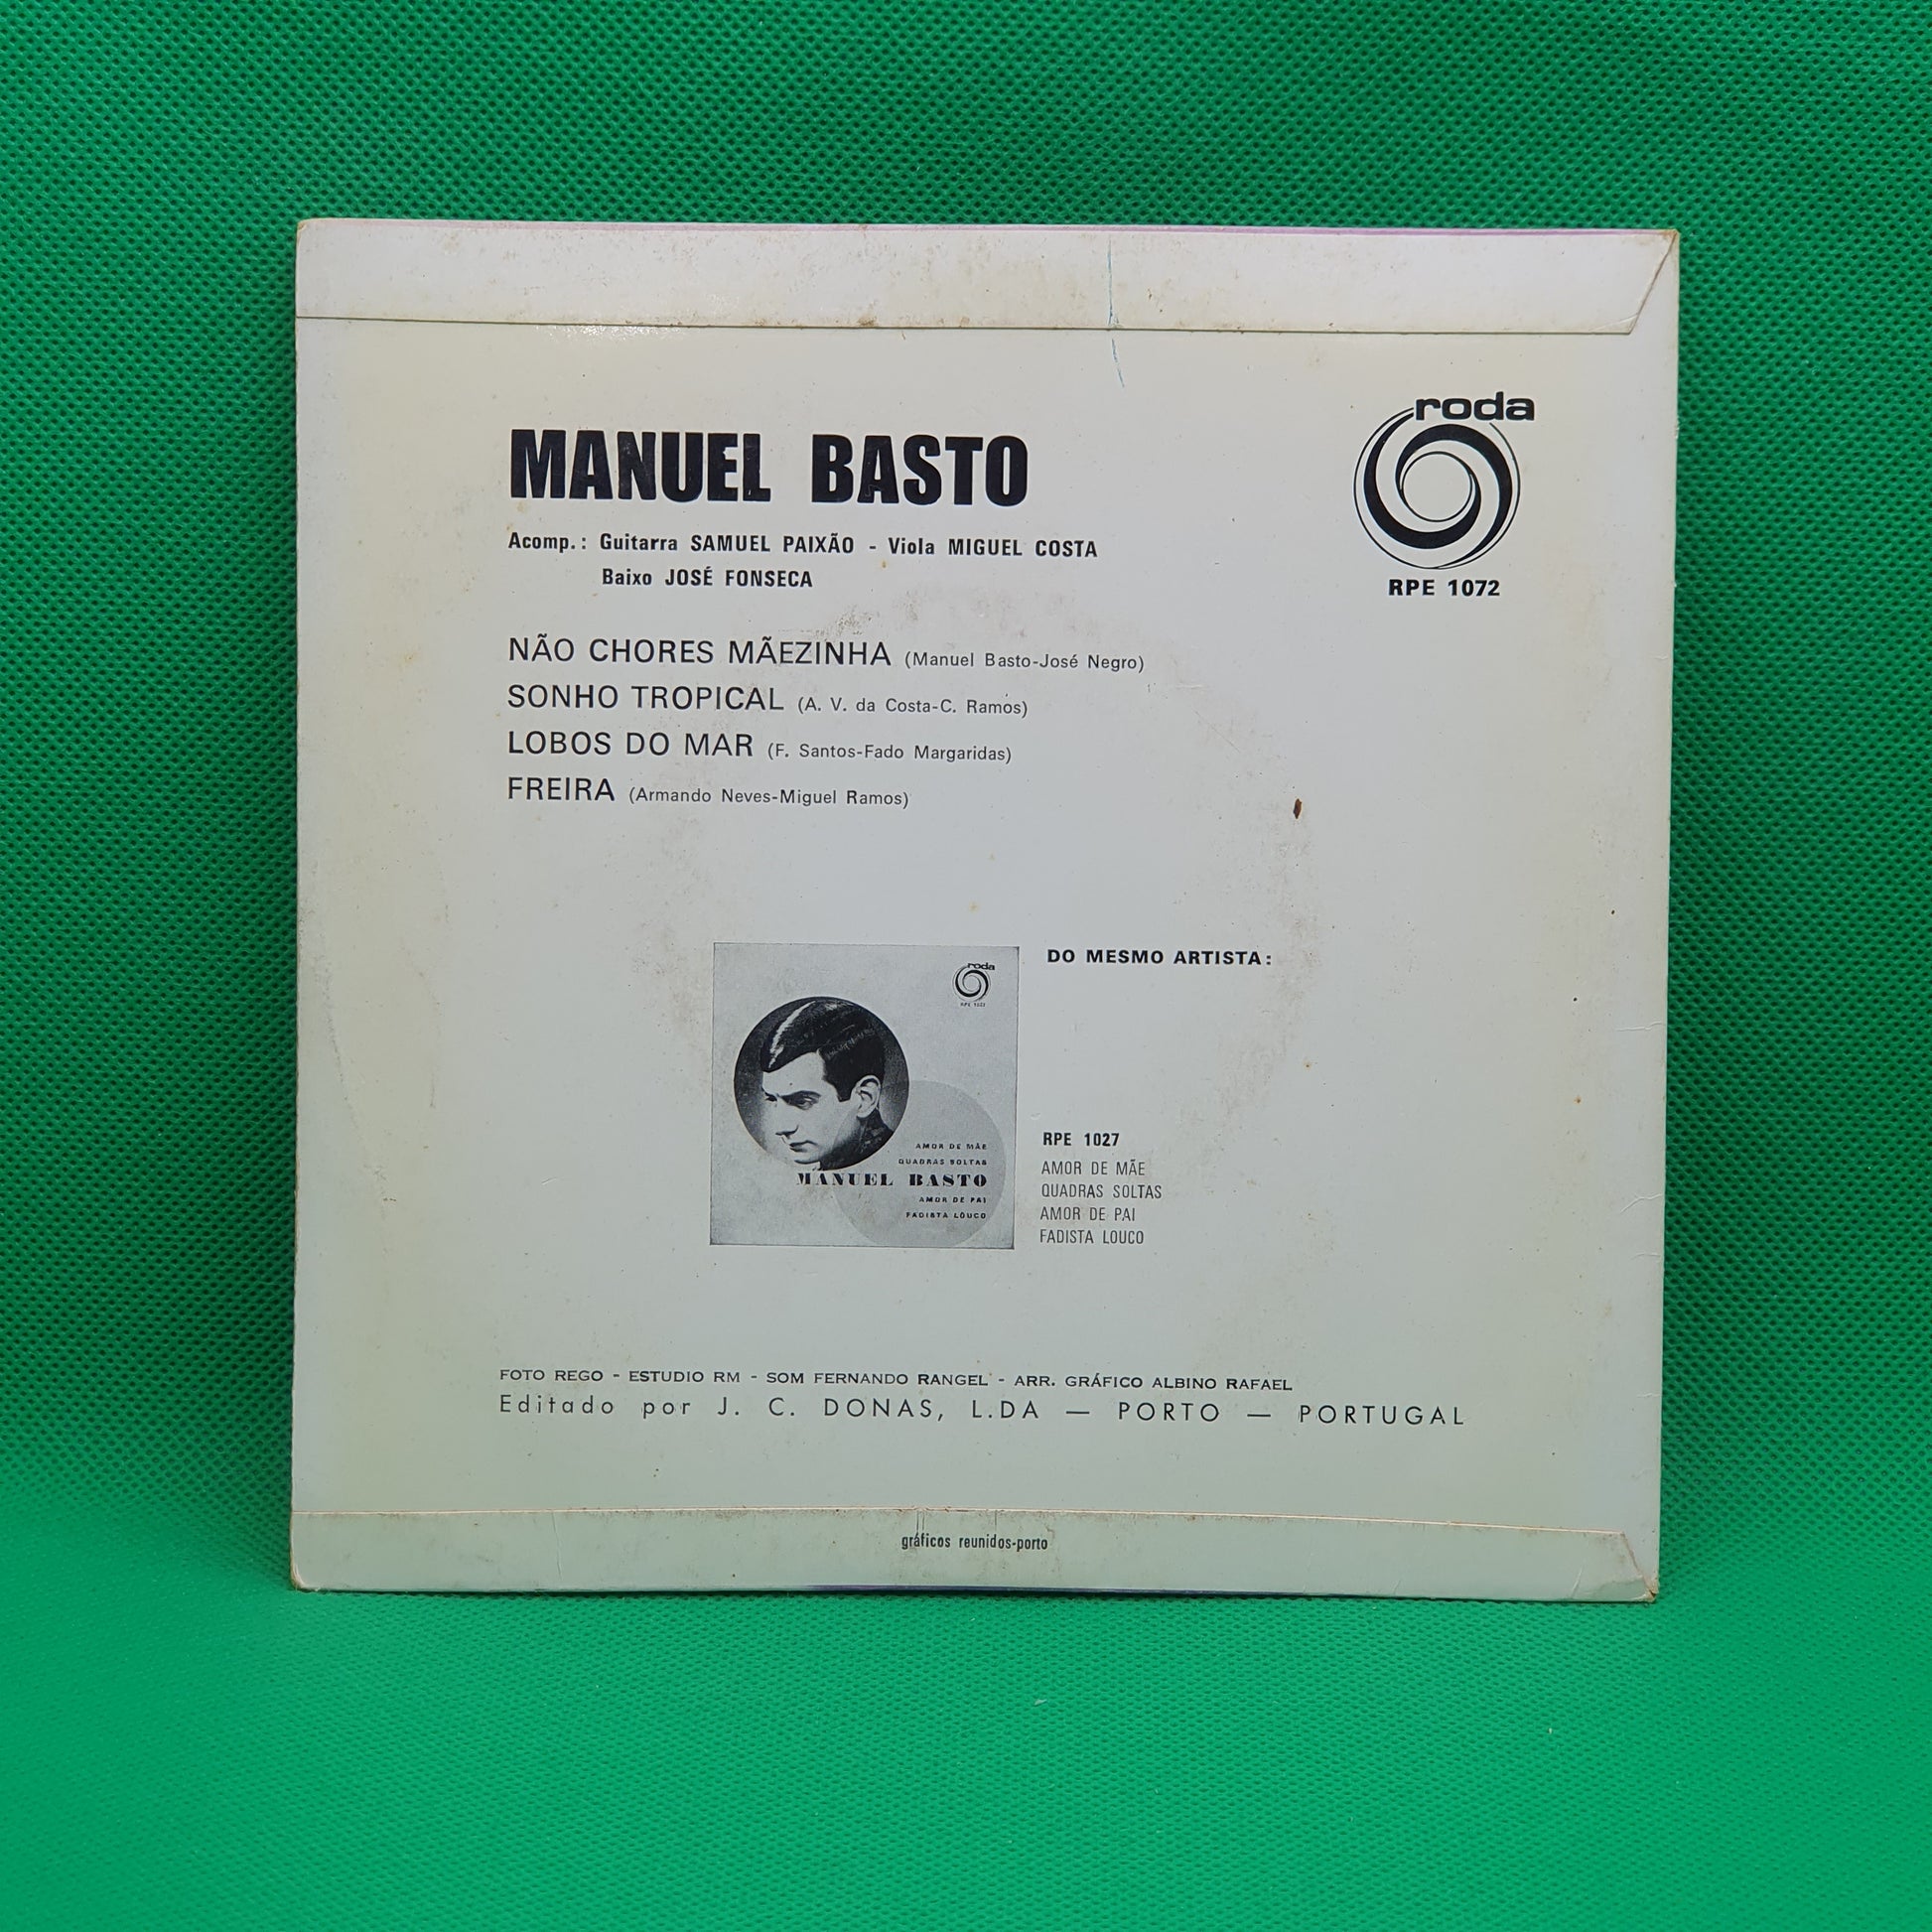 roda
MANUEL BASTO
Acomp.: Guitarra SAMUEL PAIXÃO - Viola MIGUEL COSTA
Baixo JOSÉ FONSECA
RPE 1072
NÃO CHORES MÃEZINHA (Manuel Basto-José Negro)
SONHO TROPICAL (A. V. da Costa-C. Ramos)
LOBOS DO MAR (F. Santos-Fado Margaridas)
FREIRA (Armando Neves-Miguel Ramos)
DO MESMO ARTISTA:
roda
AMOR DE MÃE
QUADRAS SOLTAS
MANUEL BASTO
AMOR DE PAI
FADISTA LOUCO
RPE 1027
AMOR DE MÃE
QUADRAS SOLTAS
AMOR DE PAI
FADISTA LOUCO
FOTO REGO - ESTUDIO RM - SOM FERNANDO RANGEL - ARR. GRÁFICO ALBINO RAFAEL
Editado por J. C. DONAS, L.DA — PORTO — PORTUGAL
gráficos reunidos-porto